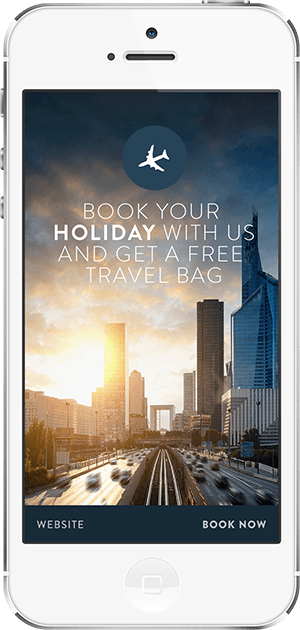 BOOK YOUR
HOLIDAY WITH US
AND GET A FREE
TRAVEL BAG
WEBSITE BOOK NOW